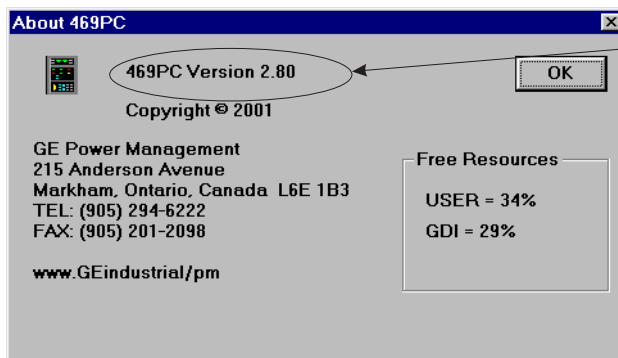 About 469PC
469PC Version 2.80
OK
Copyright © 2001
GE Power Management
215 Anderson Avenue
Markham, Ontario, Canada L6E 1B3
TEL: (905) 294-6222
FAX: (905) 201-2098
www.GEindustrial/pm
Free Resources
USER = 34%
GDI = 29%